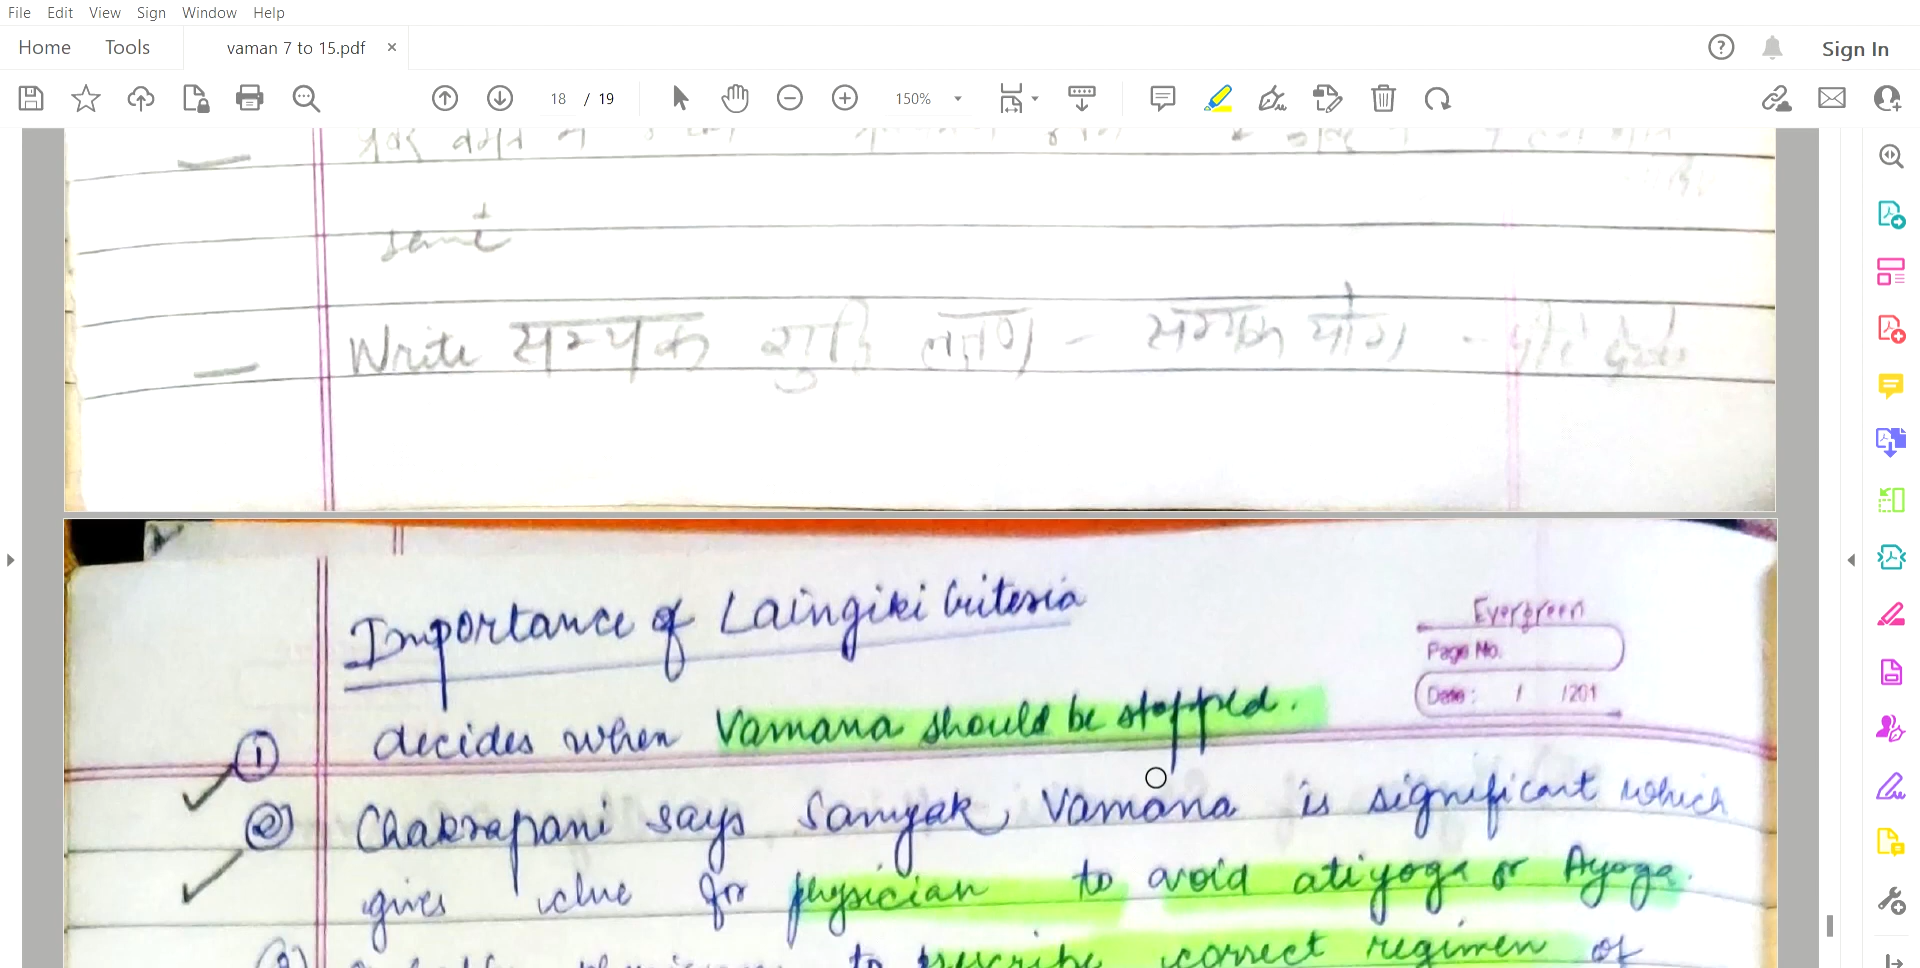 File Edit View Sign Window Help
Home Tools vaman 7 to 15.pdf × Sign In
18 / 19 150%
same
Write सम्यक शुद्धि लक्षण - सम्यक योग -
Importance of Laingiki Criteria
Evergreen
Page No.
Date: / /201
① decides when Vamana should be stopped.
② Chakrapani says Samyak Vamana is significant which
gives clue for physician to avoid atiyoga or Ayoga.
to prescribe correct regimen of